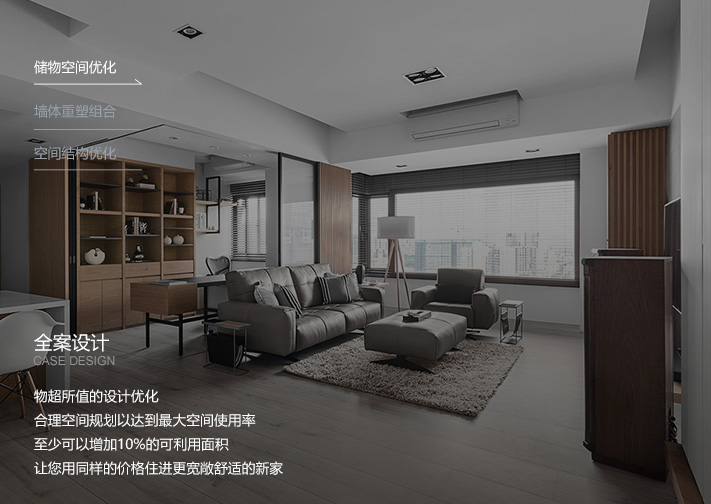 储物空间优化
墙体重塑组合
空间结构优化
全案设计
CASE DESIGN
物超所值的设计优化
合理空间规划以达到最大空间使用率
至少可以增加10%的可利用面积
让您用同样的价格住进更宽敞舒适的新家